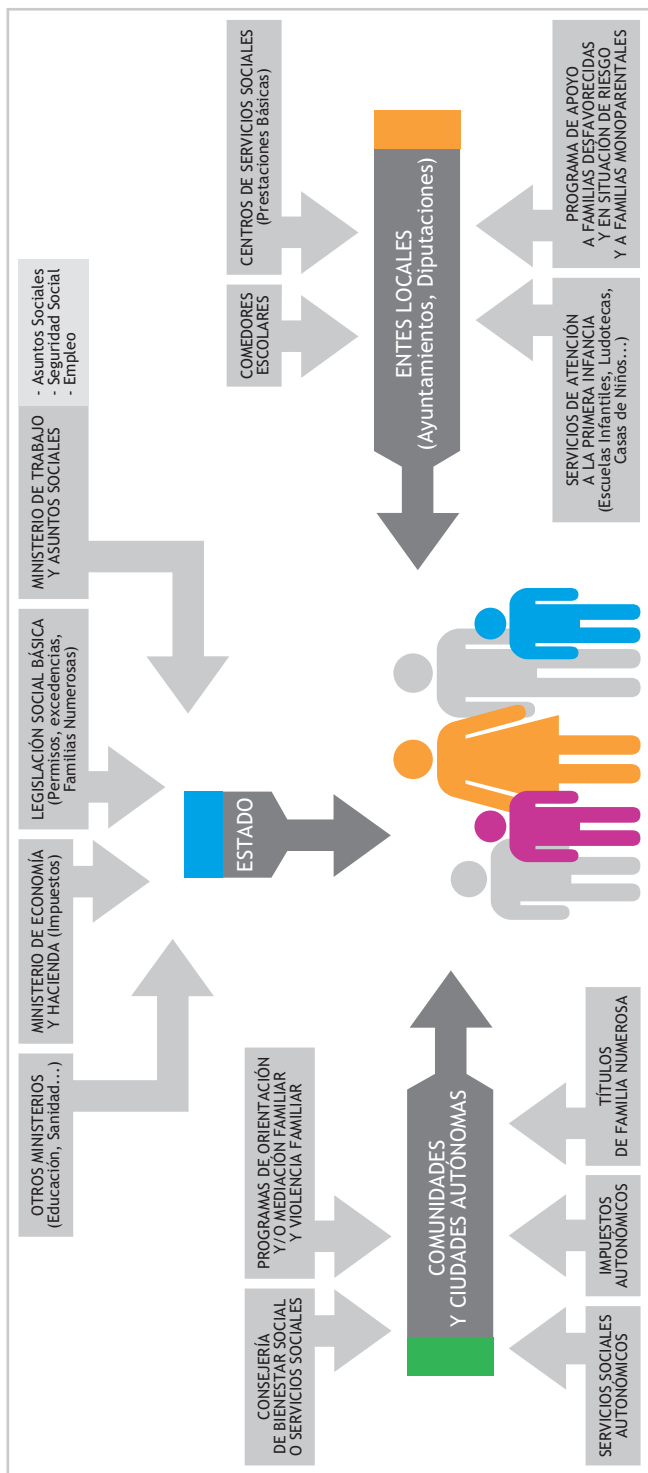 OTROS MINISTERIOS
(Educación, Sanidad...)
MINISTERIO DE ECONOMÍA
Y HACIENDA (Impuestos)
LEGISLACIÓN SOCIAL BÁSICA
(Permisos, excedencias,
Familias Numerosas)
MINISTERIO DE TRABAJO
Y ASUNTOS SOCIALES
- Asuntos Sociales
- Seguridad Social
- Empleo
ESTADO
CONSEJERÍA
DE BIENESTAR SOCIAL
O SERVICIOS SOCIALES
PROGRAMAS DE ORIENTACIÓN
Y/O MEDIACIÓN FAMILIAR
Y VIOLENCIA FAMILIAR
COMUNIDADES
Y CIUDADES AUTÓNOMAS
SERVICIOS SOCIALES
AUTONÓMICOS
IMPUESTOS
AUTONÓMICOS
TÍTULOS
DE FAMILIA NUMEROSA
COMEDORES
ESCOLARES
CENTROS DE SERVICIOS SOCIALES
(Prestaciones Básicas)
ENTES LOCALES
(Ayuntamientos, Diputaciones)
SERVICIOS DE ATENCIÓN
A LA PRIMERA INFANCIA
(Escuelas Infantiles, Ludotecas,
Casas de Niños...)
PROGRAMA DE APOYO
A FAMILIAS DESFAVORECIDAS
Y EN SITUACIÓN DE RIESGO
Y A FAMILIAS MONOPARENTALES